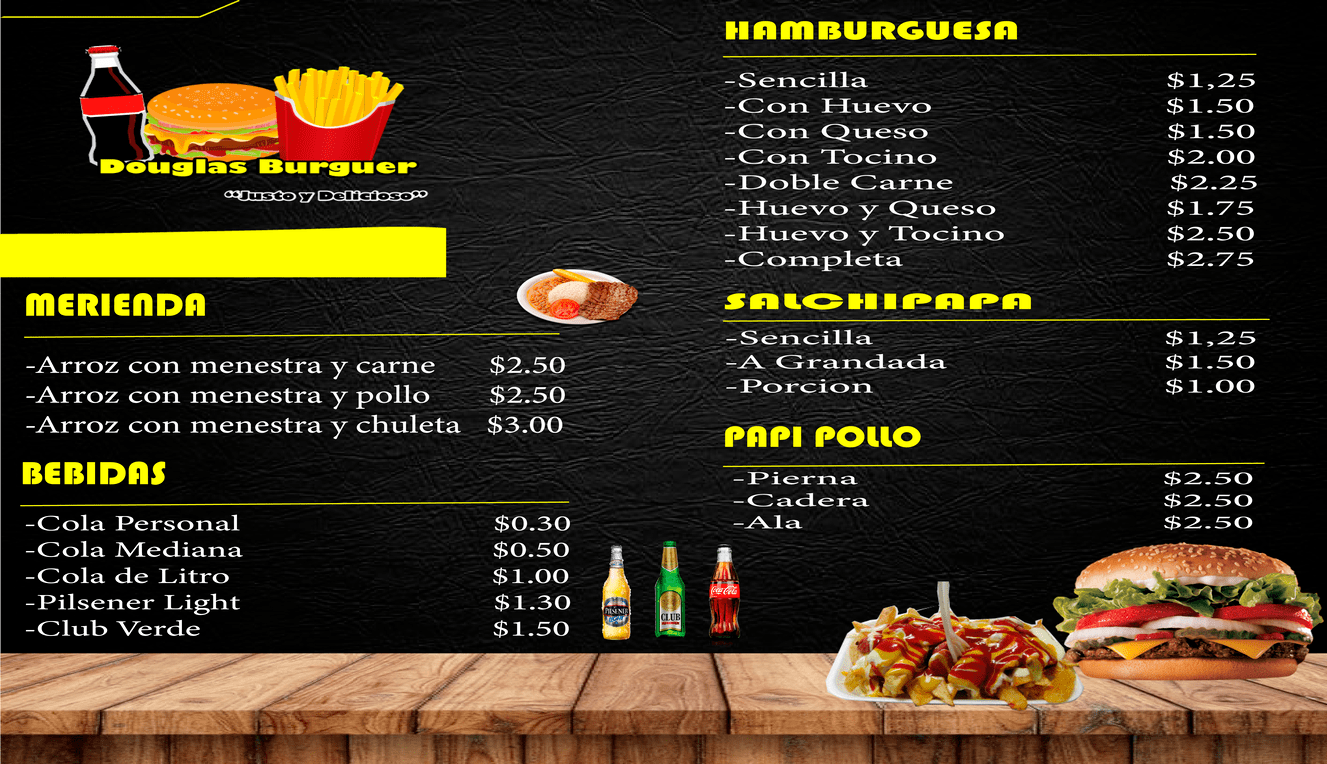 Douglas Burguer
“Justo y Delicioso”
MERIENDA
-Arroz con menestra y carne $2.50
-Arroz con menestra y pollo $2.50
-Arroz con menestra y chuleta $3.00
BEBIDAS
-Cola Personal $0.30
-Cola Mediana $0.50
-Cola de Litro $1.00
-Pilsener Light $1.30
-Club Verde $1.50
HAMBURGUESA
-Sencilla $1,25
-Con Huevo $1.50
-Con Queso $1.50
-Con Tocino $2.00
-Doble Carne $2.25
-Huevo y Queso $1.75
-Huevo y Tocino $2.50
-Completa $2.75
SALCHIPAPA
-Sencilla $1,25
-A Grandada $1.50
-Porcion $1.00
PAPI POLLO
-Pierna $2.50
-Cadera $2.50
-Ala $2.50
PILSENER
CLUB
Coca-Cola